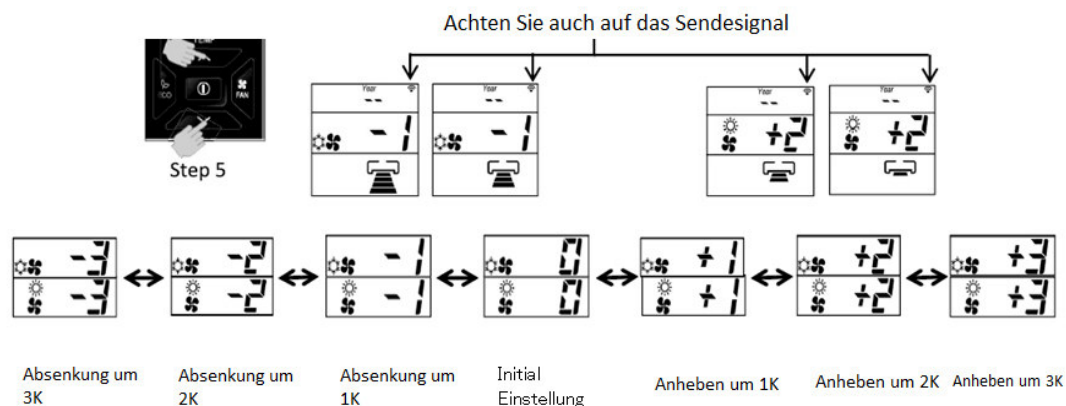 Achten Sie auch auf das Sendesignal
TEMP
ECO
FAN
Step 5
Year
--
-1
Year
--
-1
Year
--
+2
Year
--
+2
-3
-3
-2
-2
-1
-1
0
0
+1
+1
+2
+2
+3
+3
Absenkung um
3K
Absenkung um
2K
Absenkung um
1K
Initial
Einstellung
Anheben um 1K
Anheben um 2K
Anheben um 3K